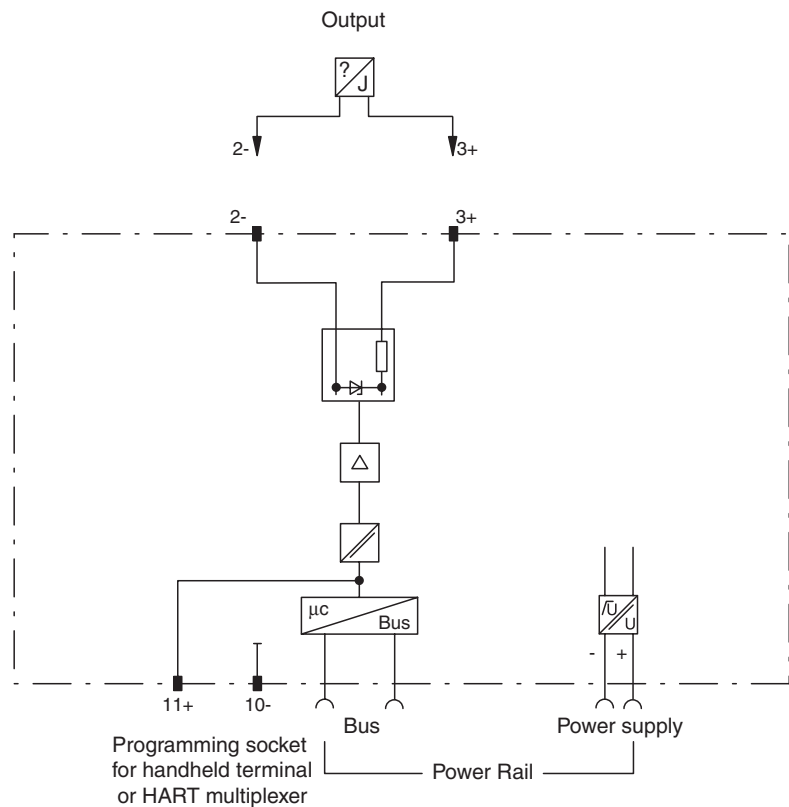 Output
?
J
2-
3+
2-
3+
µc
Bus
/U
U
-
+
11+
10-
Bus
Power supply
Programming socket
for handheld terminal
or HART multiplexer
Power Rail